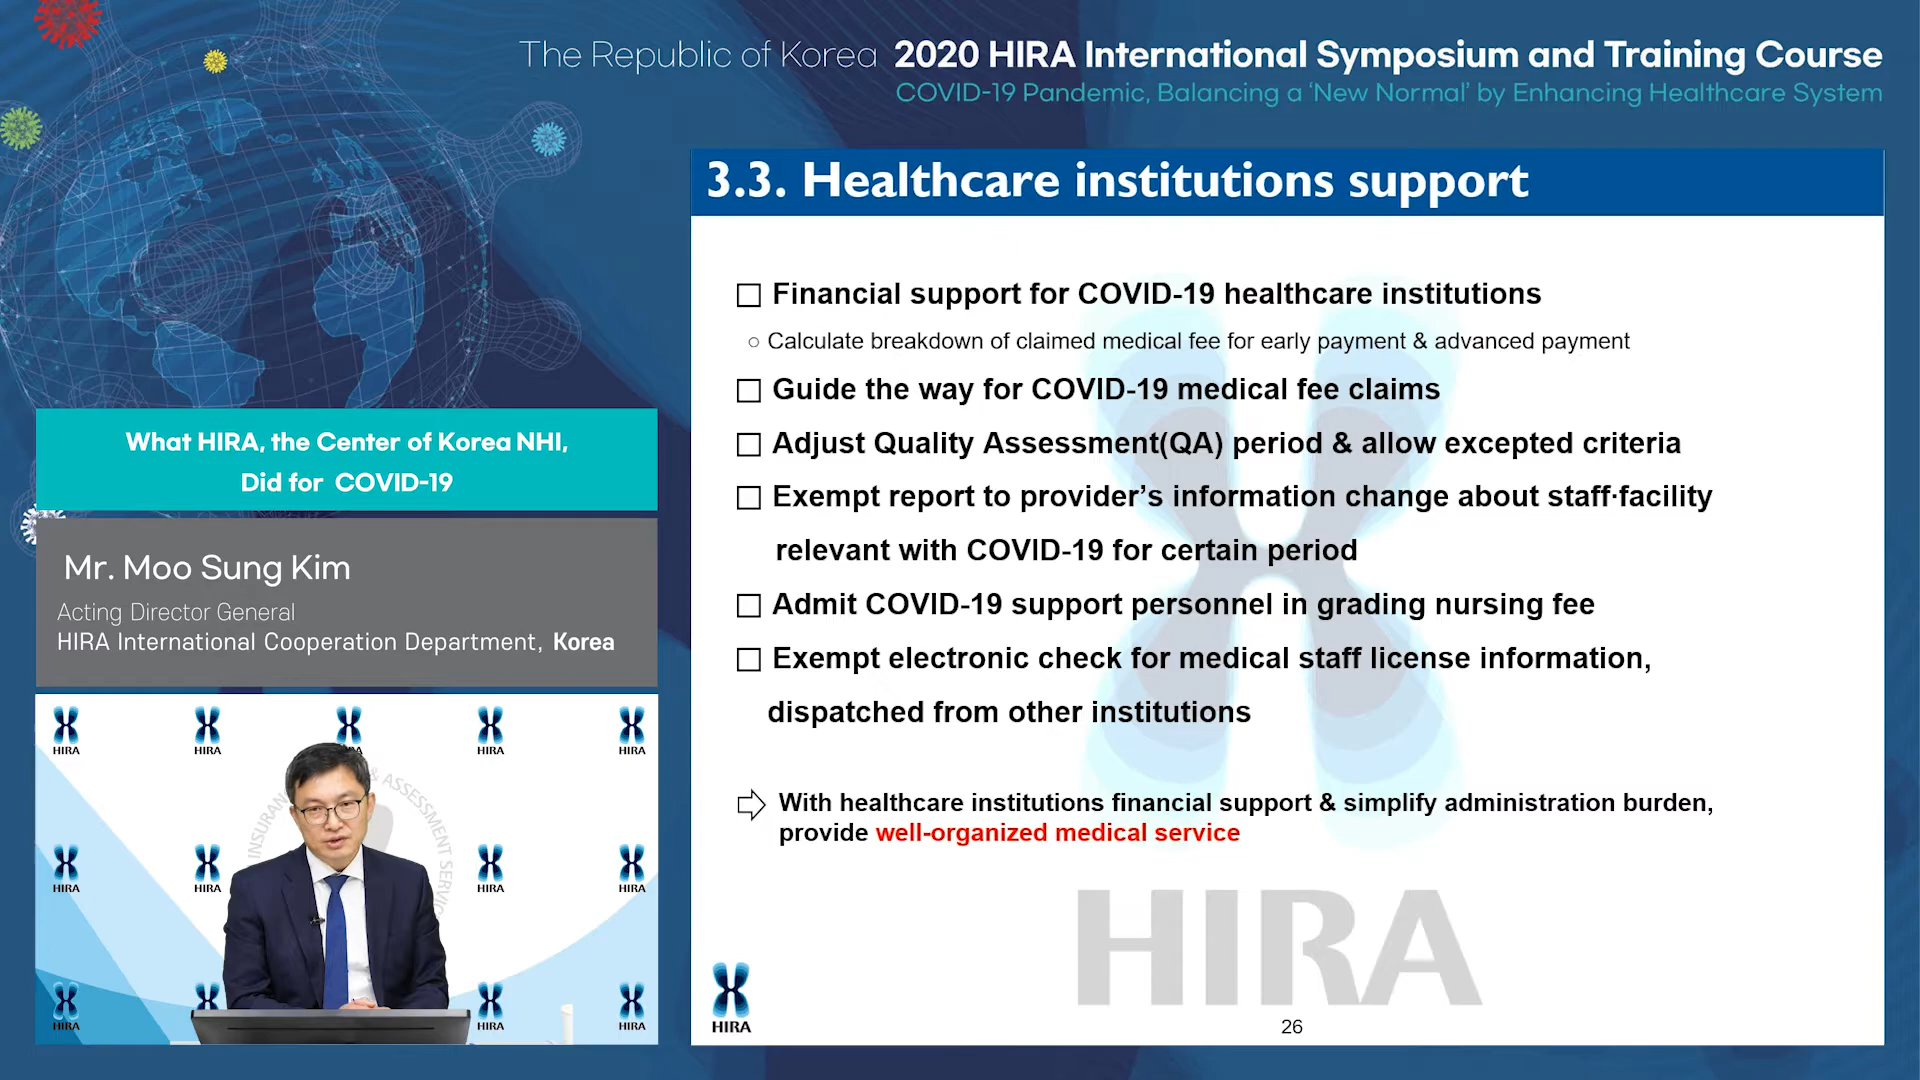 The Republic of Korea 2020 HIRA International Symposium and Training Course
COVID-19 Pandemic, Balancing a ‘New Normal’ by Enhancing Healthcare System
3.3. Healthcare institutions support
□ Financial support for COVID-19 healthcare institutions
○ Calculate breakdown of claimed medical fee for early payment & advanced payment
□ Guide the way for COVID-19 medical fee claims
□ Adjust Quality Assessment(QA) period & allow excepted criteria
□ Exempt report to provider’s information change about staff·facility
relevant with COVID-19 for certain period
□ Admit COVID-19 support personnel in grading nursing fee
□ Exempt electronic check for medical staff license information,
dispatched from other institutions
⇨ With healthcare institutions financial support & simplify administration burden,
provide well-organized medical service
HIRA
HIRA
26
What HIRA, the Center of Korea NHI,
Did for COVID-19
Mr. Moo Sung Kim
Acting Director General
HIRA International Cooperation Department, Korea
HIRA HIRA HIRA HIRA
INSURAN & ASSESSMENT SERVIC
HIRA HIRA HIRA HIRA
HIRA HIRA HIRA